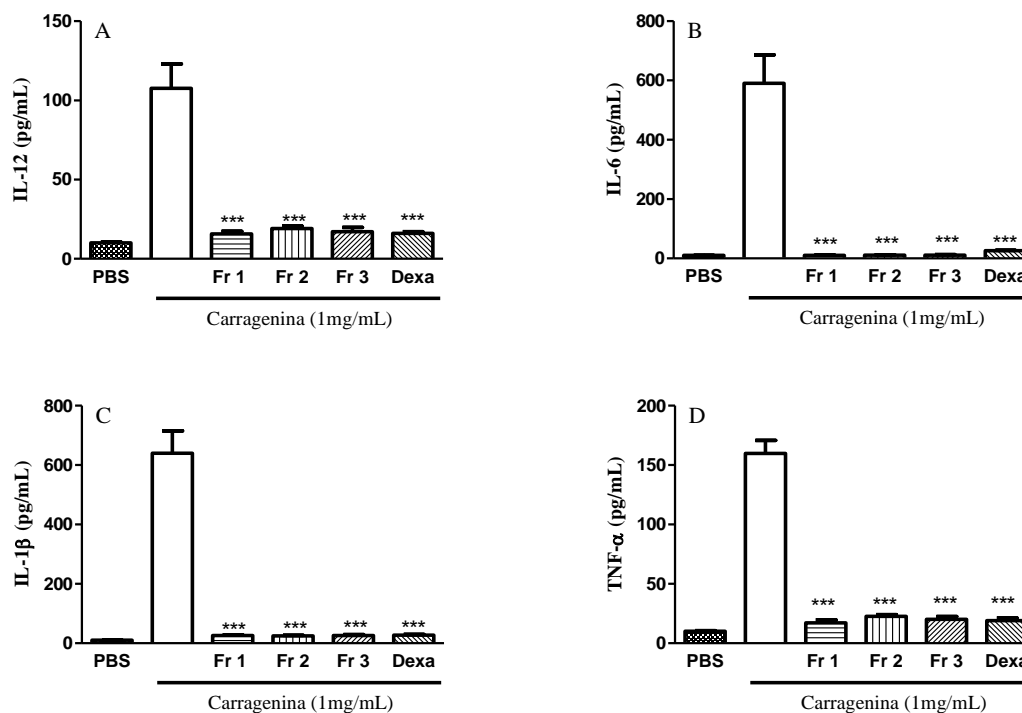 A
IL-12 (pg/mL)
150
100
50
0
*** *** *** ***
PBS Fr 1 Fr 2 Fr 3 Dexa
Carragenina (1mg/mL)
B
IL-6 (pg/mL)
800
600
400
200
0
*** *** *** ***
PBS Fr 1 Fr 2 Fr 3 Dexa
Carragenina (1mg/mL)
C
IL-1β (pg/mL)
800
600
400
200
0
*** *** *** ***
PBS Fr 1 Fr 2 Fr 3 Dexa
Carragenina (1mg/mL)
D
TNF-α (pg/mL)
200
150
100
50
0
*** *** *** ***
PBS Fr 1 Fr 2 Fr 3 Dexa
Carragenina (1mg/mL)